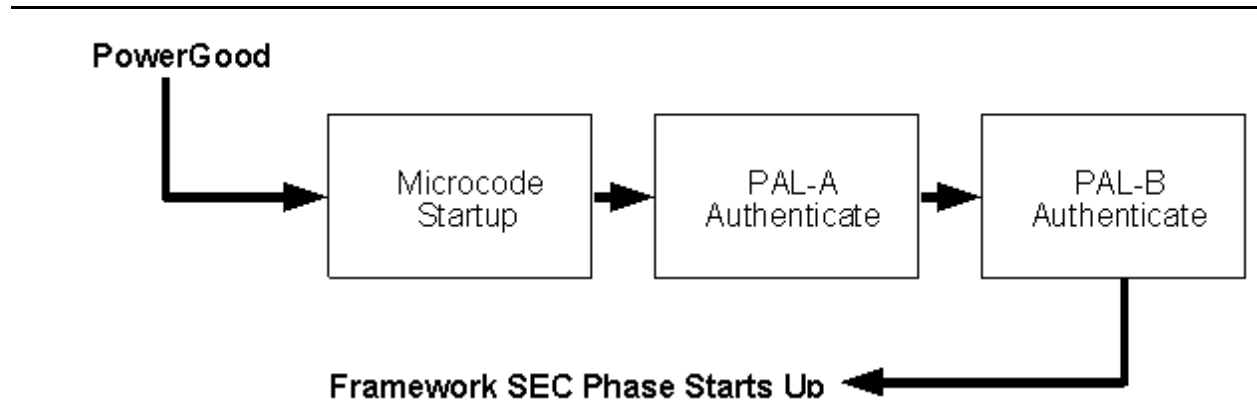 PowerGood
Microcode
Startup
PAL-A
Authenticate
PAL-B
Authenticate
Framework SEC Phase Starts Up